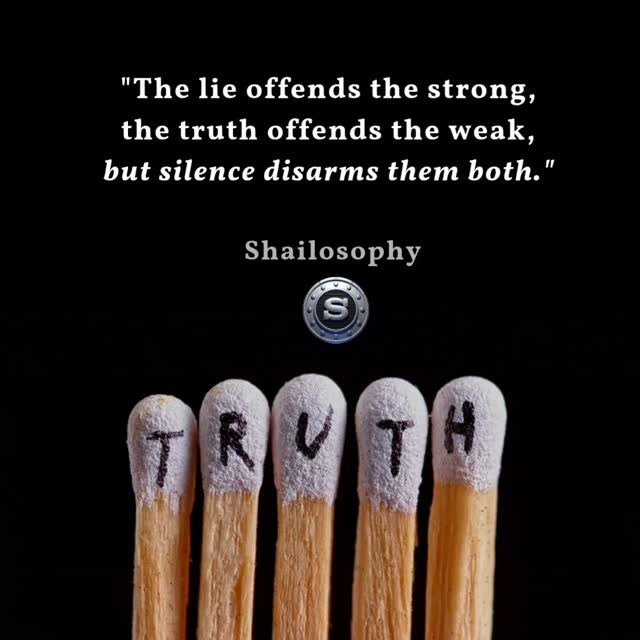 "The lie offends the strong,
the truth offends the weak,
but silence disarms them both."
Shailosophy
S
TRUTH